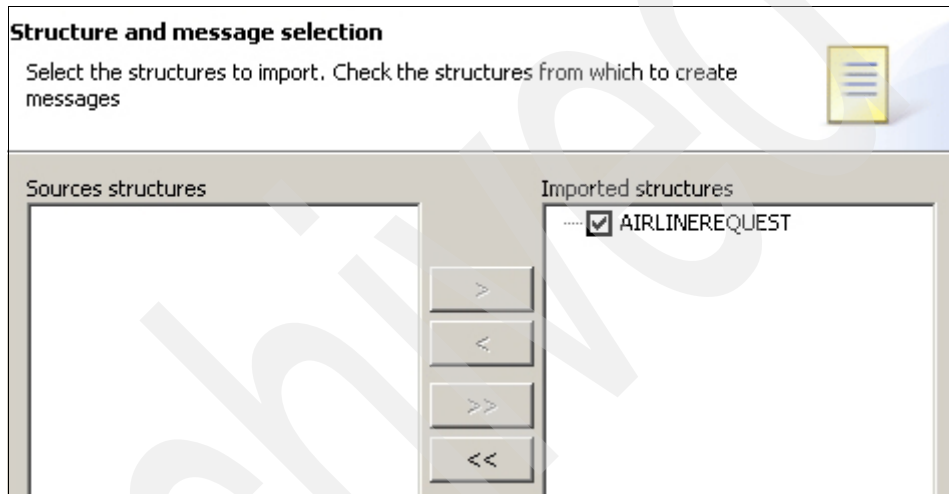 Structure and message selection
Select the structures to import. Check the structures from which to create
messages
Sources structures
Imported structures
AIRLINEREQUEST
>
<
>>
<<